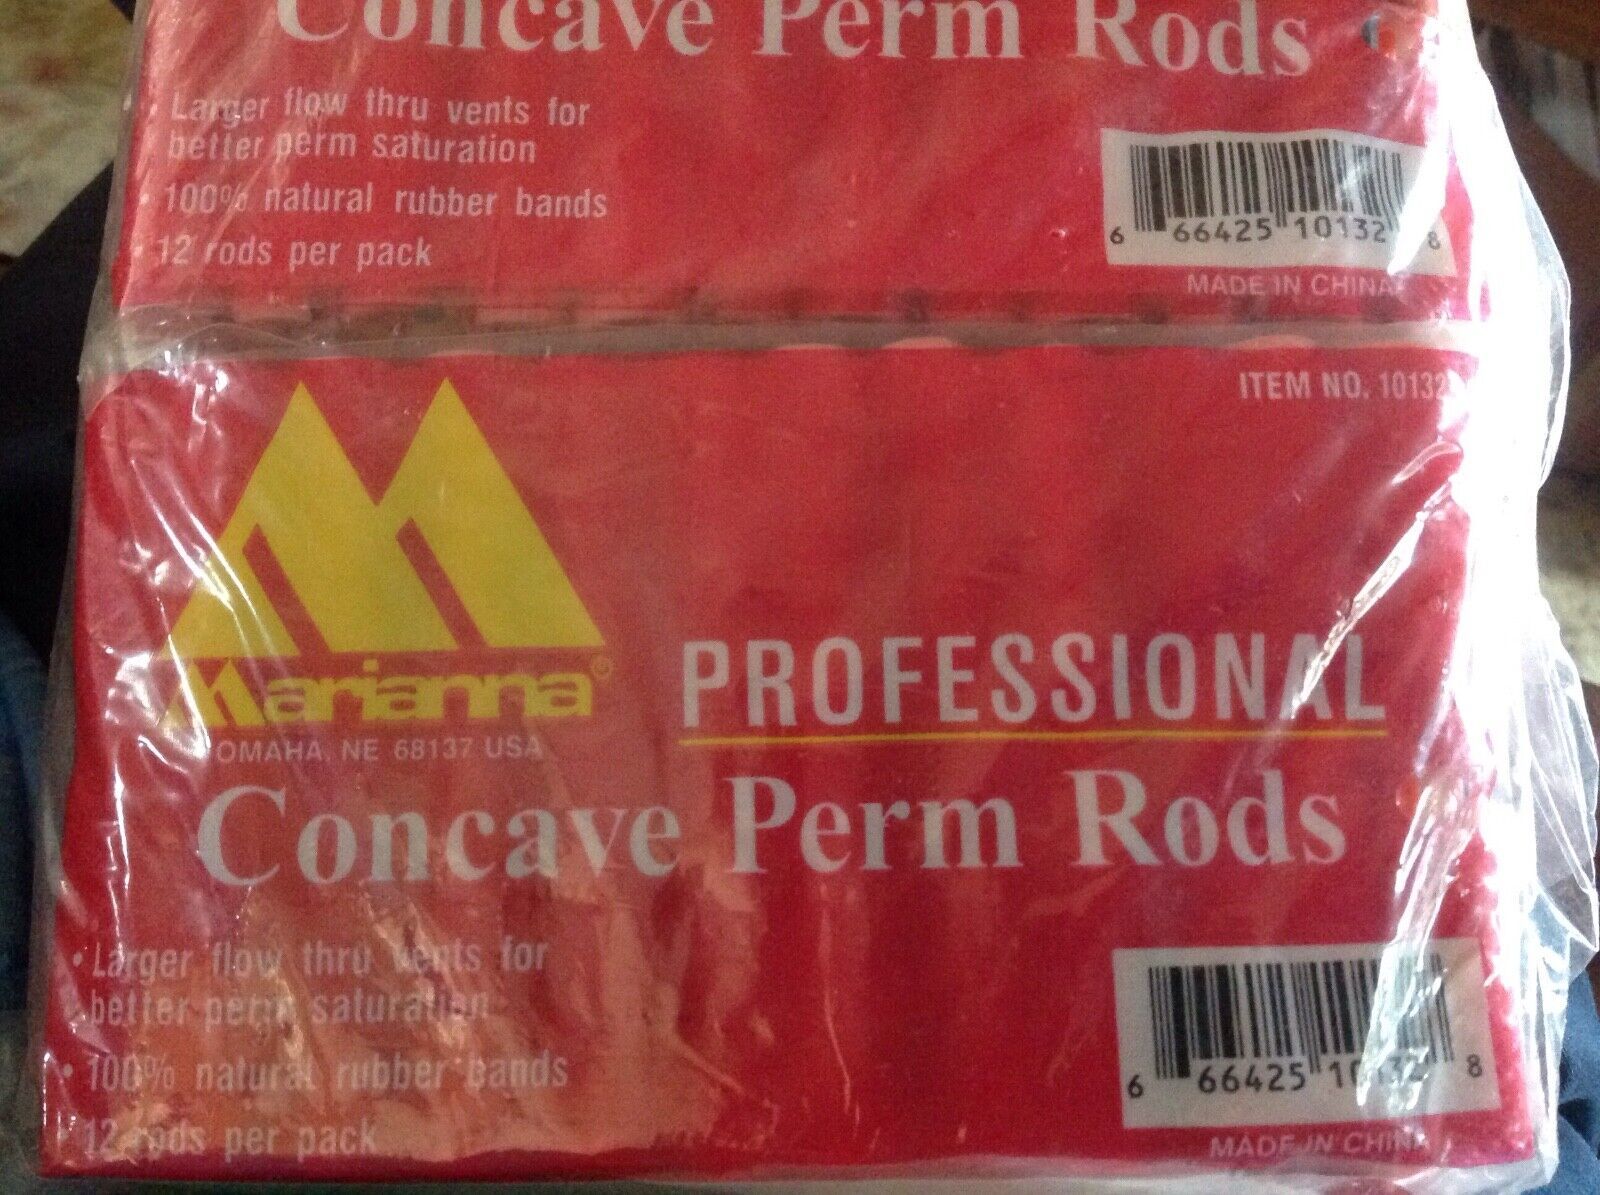 Concave Perm Rods
• Larger flow thru vents for
better perm saturation
• 100% natural rubber bands
• 12 rods per pack
6 66425 10132 8
MADE IN CHINA
ITEM NO. 10132
Marianna®
OMAHA, NE 68137 USA
PROFESSIONAL
Concave Perm Rods
• Larger flow thru vents for
better perm saturation
• 100% natural rubber bands
• 12 rods per pack
6 66425 10132 8
MADE IN CHINA